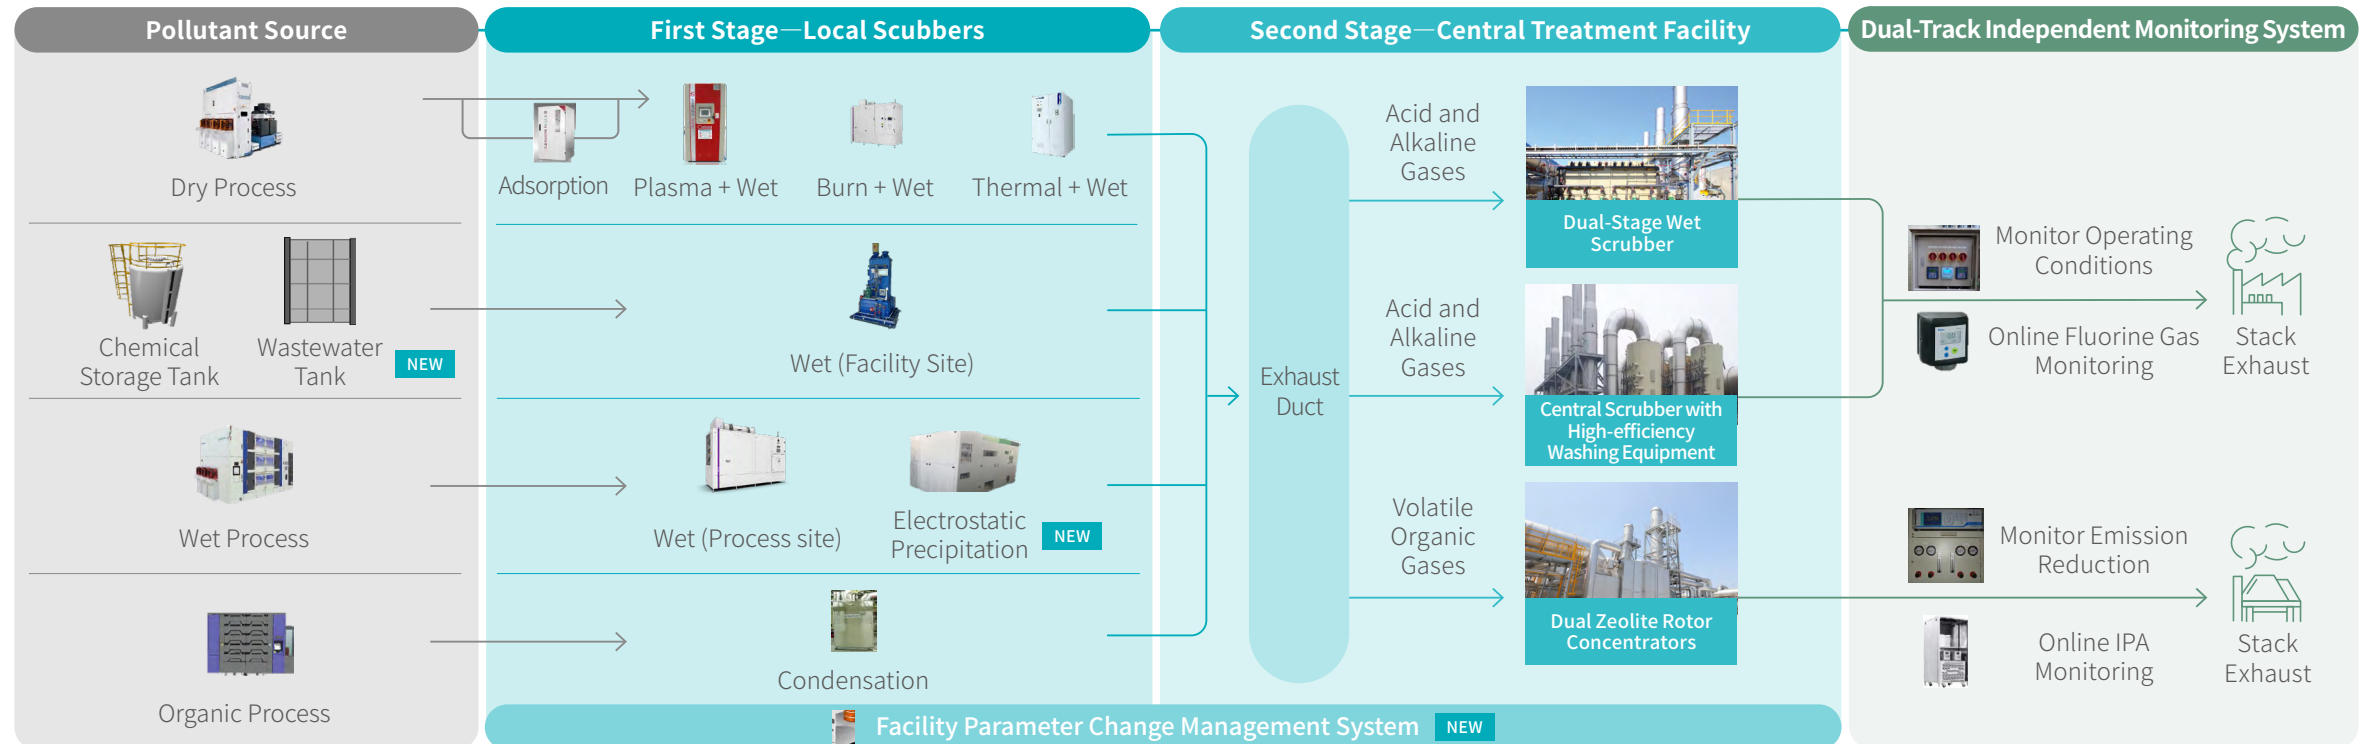 Pollutant Source
First Stage—Local Scubbers
Second Stage—Central Treatment Facility
Dual-Track Independent Monitoring System
Dry Process
Adsorption
Plasma + Wet
Burn + Wet
Thermal + Wet
Chemical
Storage Tank
Wastewater
Tank
NEW
Wet (Facility Site)
Wet Process
Wet (Process site)
Electrostatic
Precipitation
NEW
Organic Process
Condensation
Exhaust
Duct
Acid and
Alkaline
Gases
Dual-Stage Wet
Scrubber
Acid and
Alkaline
Gases
Central Scrubber with
High-efficiency
Washing Equipment
Volatile
Organic
Gases
Dual Zeolite Rotor
Concentrators
Monitor Operating
Conditions
Online Fluorine Gas
Monitoring
Stack
Exhaust
Monitor Emission
Reduction
Online IPA
Monitoring
Stack
Exhaust
Facility Parameter Change Management System
NEW